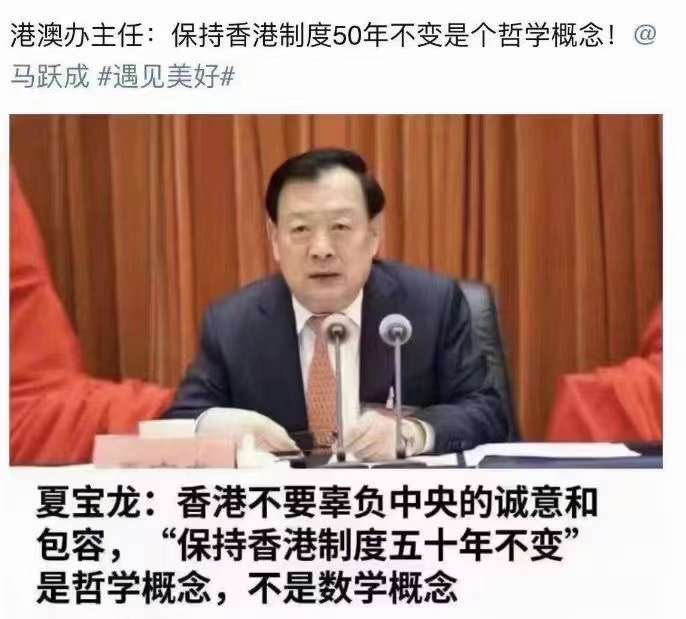 港澳办主任：保持香港制度50年不变是个哲学概念！@
马跃成 #遇见美好#
夏宝龙：香港不要辜负中央的诚意和
包容，“保持香港制度五十年不变”
是哲学概念，不是数学概念